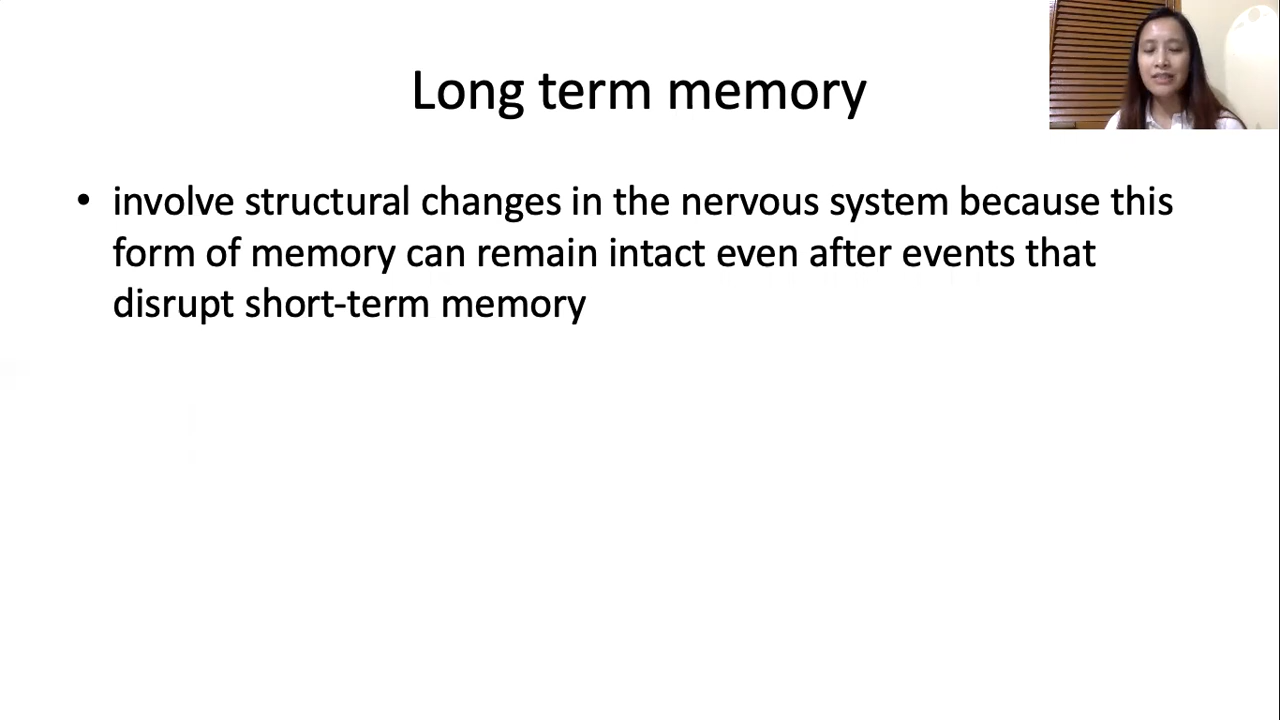 Long term memory
• involve structural changes in the nervous system because this
form of memory can remain intact even after events that
disrupt short-term memory